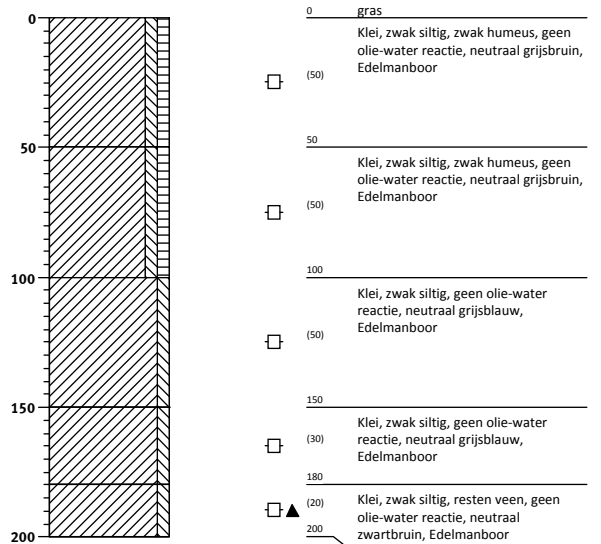 0
50
100
150
200
0 gras
Klei, zwak siltig, zwak humeus, geen
olie-water reactie, neutraal grijsbruin,
Edelmanboor
(50)
50
Klei, zwak siltig, zwak humeus, geen
olie-water reactie, neutraal grijsbruin,
Edelmanboor
(50)
100
Klei, zwak siltig, geen olie-water
reactie, neutraal grijsblauw,
Edelmanboor
(50)
150
Klei, zwak siltig, geen olie-water
reactie, neutraal grijsblauw,
Edelmanboor
(30)
180
Klei, zwak siltig, resten veen, geen
olie-water reactie, neutraal
zwartbruin, Edelmanboor
(20)
200